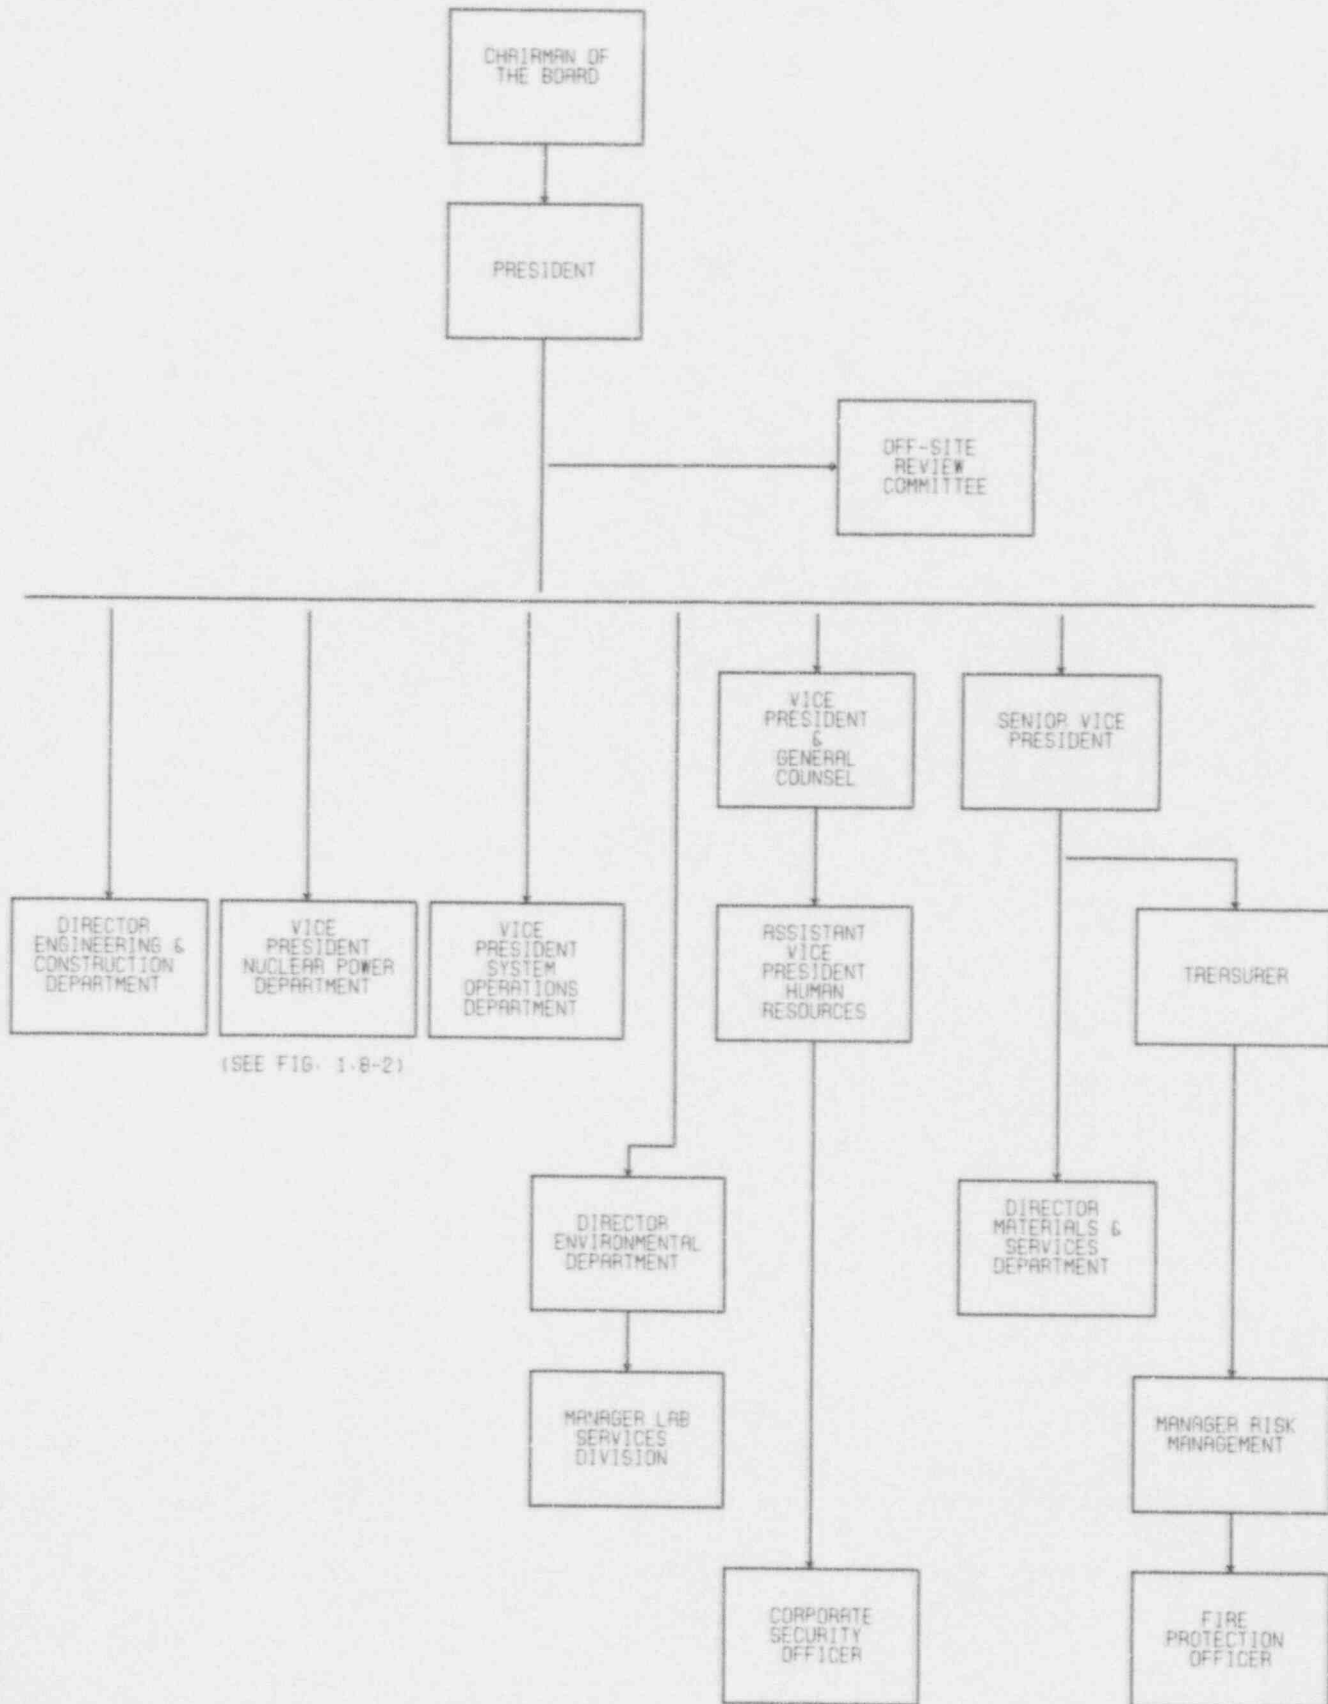 CHAIRMAN OF
THE BOARD
PRESIDENT
OFF-SITE
REVIEW
COMMITTEE
VICE
PRESIDENT
&
GENERAL
COUNSEL
SENIOR VICE
PRESIDENT
DIRECTOR
ENGINEERING &
CONSTRUCTION
DEPARTMENT
VICE
PRESIDENT
NUCLEAR POWER
DEPARTMENT
(SEE FIG. 1.8-2)
VICE
PRESIDENT
SYSTEM
OPERATIONS
DEPARTMENT
ASSISTANT
VICE
PRESIDENT
HUMAN
RESOURCES
TREASURER
DIRECTOR
ENVIRONMENTAL
DEPARTMENT
DIRECTOR
MATERIALS &
SERVICES
DEPARTMENT
MANAGER LAB
SERVICES
DIVISION
MANAGER RISK
MANAGEMENT
CORPORATE
SECURITY
OFFICER
FIRE
PROTECTION
OFFICER